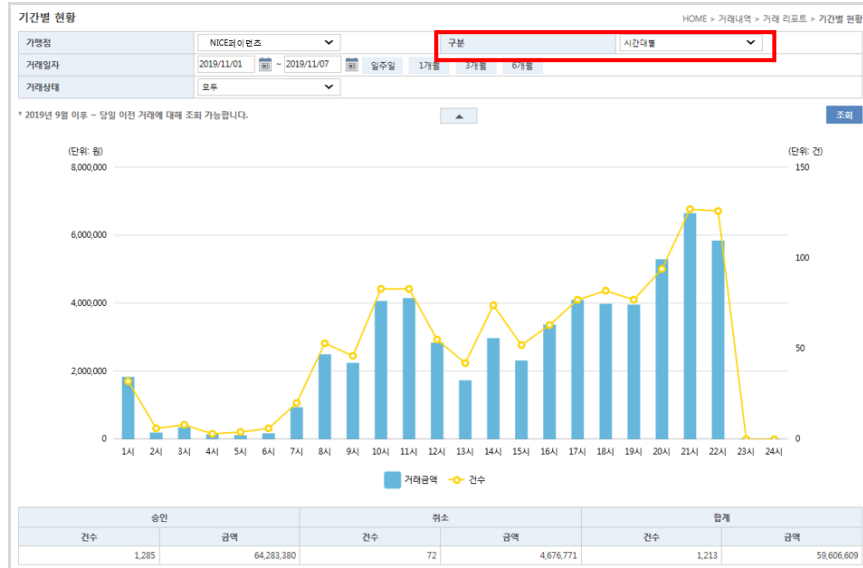 기간별 현황
HOME > 거래내역 > 거래 리포트 > 기간별 현황
가맹점 NICE페이먼츠 구분 시간대별
거래일자 2019/11/01 ~ 2019/11/07 일주일 1개월 3개월 6개월
거래상태 모두
* 2019년 9월 이후 ~ 당일 이전 거래에 대해 조회 가능합니다.
조회
(단위: 원) (단위: 건)
8,000,000 150
6,000,000
100
4,000,000
50
2,000,000
0 0
1시 2시 3시 4시 5시 6시 7시 8시 9시 10시 11시 12시 13시 14시 15시 16시 17시 18시 19시 20시 21시 22시 23시 24시
거래금액 건수
승인 취소 합계
건수 금액 건수 금액 건수 금액
1,285 64,283,380 72 4,676,771 1,213 59,606,609